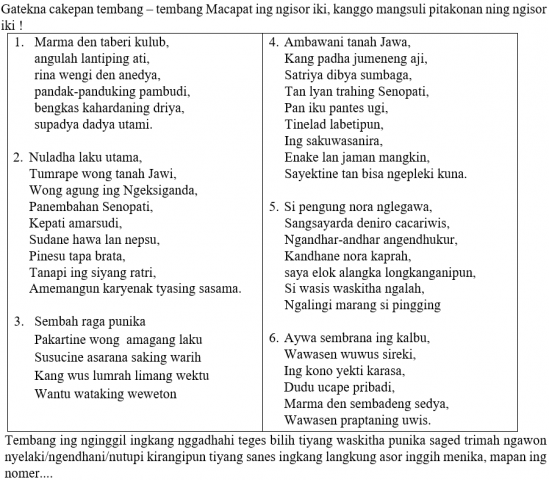 Gatekna cakepan tembang – tembang Macapat ing ngisor iki, kanggo mangsuli pitakonan ning ngisor
iki !
1. Marma den taberi kulub,
angulah lantiping ati,
rina wengi den anedya,
pandak-panduking pambudi,
bengkas kahardaning driya,
supadya dadya utami.
2. Nuladha laku utama,
Tumrape wong tanah Jawi,
Wong agung ing Ngeksiganda,
Panembahan Senopati,
Kepati amarsudi,
Sudane hawa lan nepsu,
Pinesu tapa brata,
Tanapi ing siyang ratri,
Amemangun karyenak tyasing sasama.
3. Sembah raga punika
Pakartine wong amagang laku
Susucine asarana saking warih
Kang wus lumrah limang wektu
Wantu wataking weweton
4. Ambawani tanah Jawa,
Kang padha jumeneng aji,
Satriya dibya sumbaga,
Tan lyan trahing Senopati,
Pan iku pantes ugi,
Tinelad labetipun,
Ing sakuwasanira,
Enake lan jaman mangkin,
Sayektine tan bisa ngepleki kuna.
5. Si pengung nora nglegawa,
Sangsayarda deniro cacariwis,
Ngandhar-andhar angendhukur,
Kandhane nora kaprah,
saya elok alangka longkanganipun,
Si wasis waskitha ngalah,
Ngalingi marang si pingging
6. Aywa sembrana ing kalbu,
Wawasen wuwus sireki,
Ing kono yekti karasa,
Dudu ucape pribadi,
Marma den sembadeng sedya,
Wawasen praptaning uwis.
Tembang ing nginggil ingkang nggadhahi teges bilih tiyang waskitha punika saged trimah ngawon
nyelaki/ngendhani/nutupi kirangipun tiyang sanes ingkang langkung asor inggih menika, mapan ing
nomer....